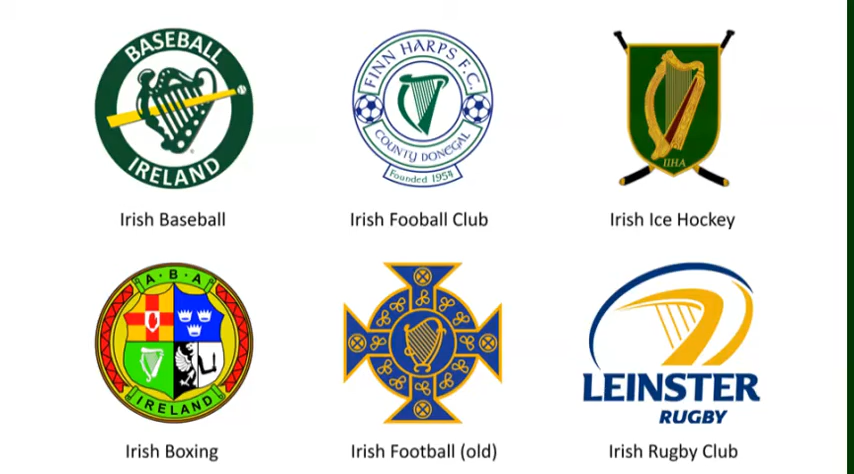 BASEBALL
IRELAND
FINN HARPS F.C.
COUNTY DONEGAL
Founded 1954
IIHA
Irish Baseball
Irish Fooball Club
Irish Ice Hockey
A·B·A
IRELAND
LEINSTER
RUGBY
Irish Boxing
Irish Football (old)
Irish Rugby Club